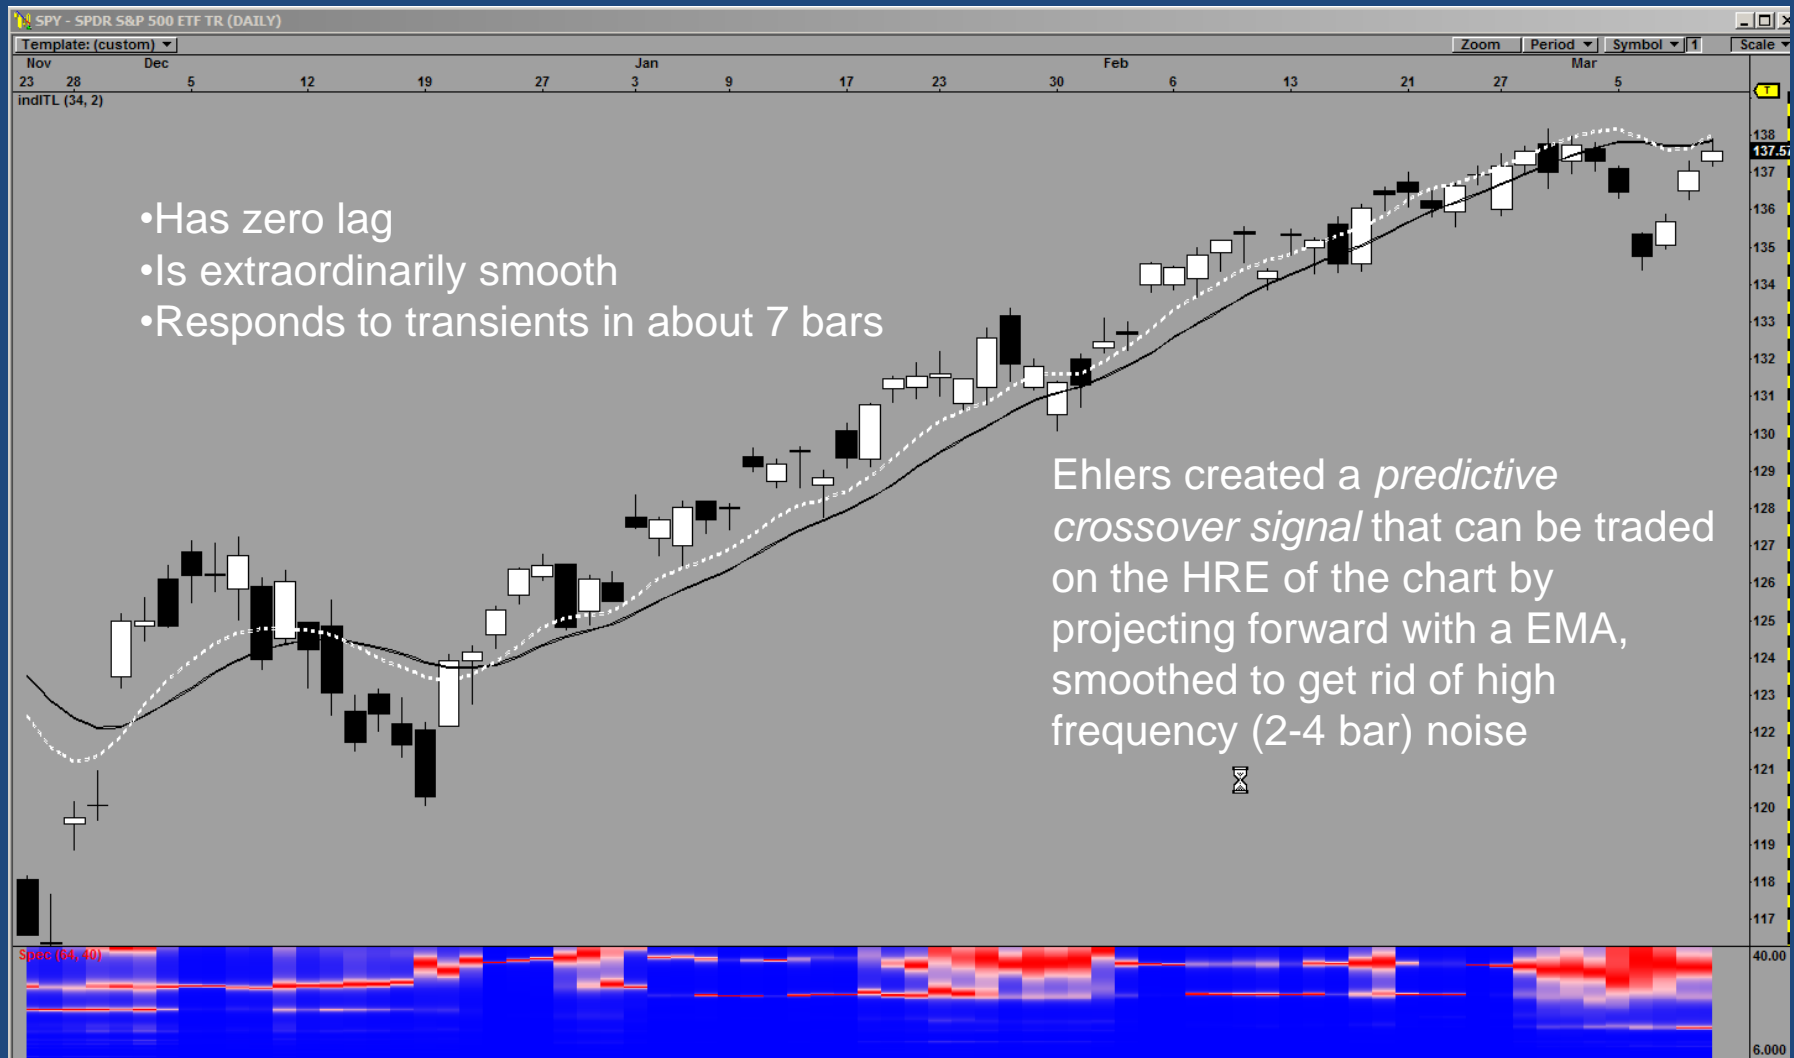 SPY - SPDR S&P 500 ETF TR (DAILY)
Template: (custom)
Zoom Period Symbol 1 Scale
Nov Dec Jan Feb Mar
23 28 5 12 19 27 3 9 17 23 30 6 13 21 27 5
indITL (34, 2)
T
138
137.57
137
136
135
134
133
132
131
130
129
128
127
126
125
124
123
122
121
120
119
118
117
•Has zero lag
•Is extraordinarily smooth
•Responds to transients in about 7 bars
Ehlers created a predictive
crossover signal that can be traded
on the HRE of the chart by
projecting forward with a EMA,
smoothed to get rid of high
frequency (2-4 bar) noise
Spec (64, 40)
40.00
6.000